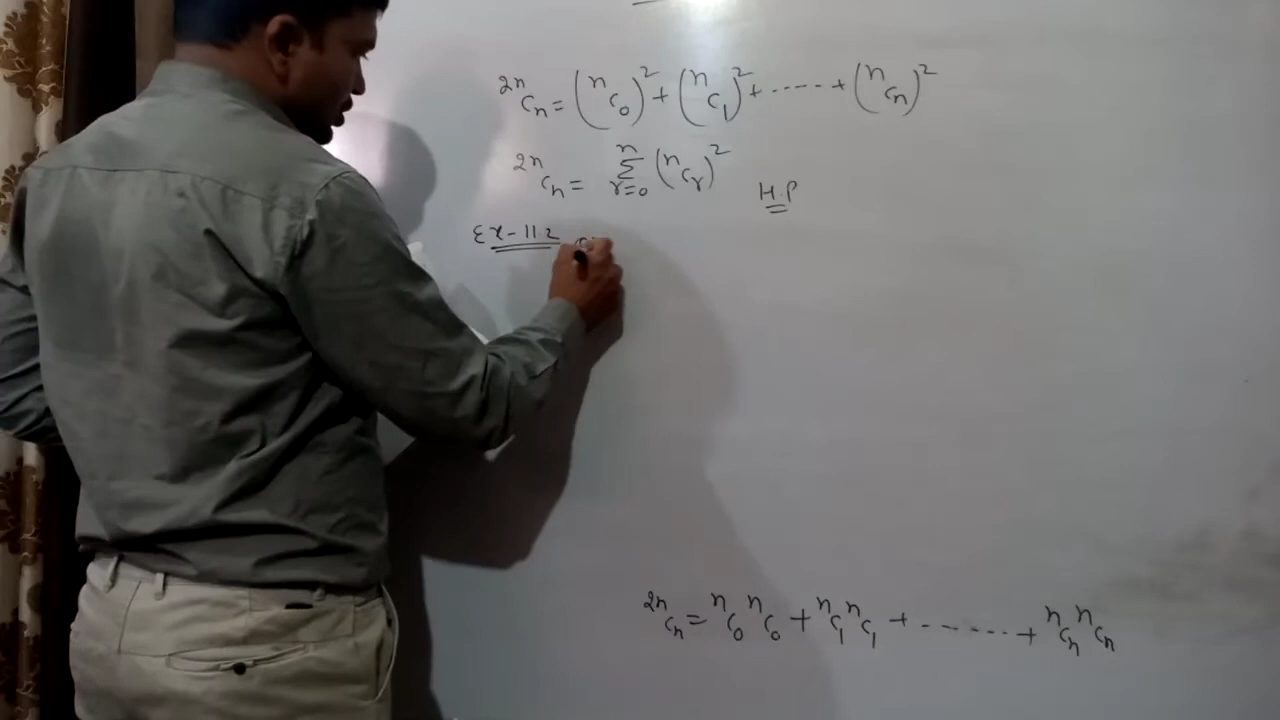 ²ⁿCₙ = (ⁿC₀)² + (ⁿC₁)² + ----- + (ⁿCₙ)²
²ⁿCₙ = Σⁿᵣ₌₀ (ⁿCᵣ)² H.P
Ex-11.2
²ⁿCₙ = ⁿC₀ ⁿC₀ + ⁿC₁ ⁿC₁ + ------ + ⁿCₙ ⁿCₙ